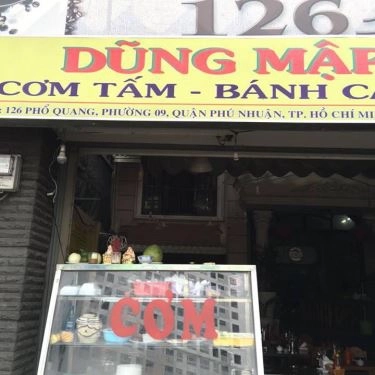 126
DŨNG MẬP
CƠM TẤM - BÁNH CA
: 126 PHỔ QUANG, PHƯỜNG 09, QUẬN PHÚ NHUẬN, TP. HỒ CHÍ MI
CƠM